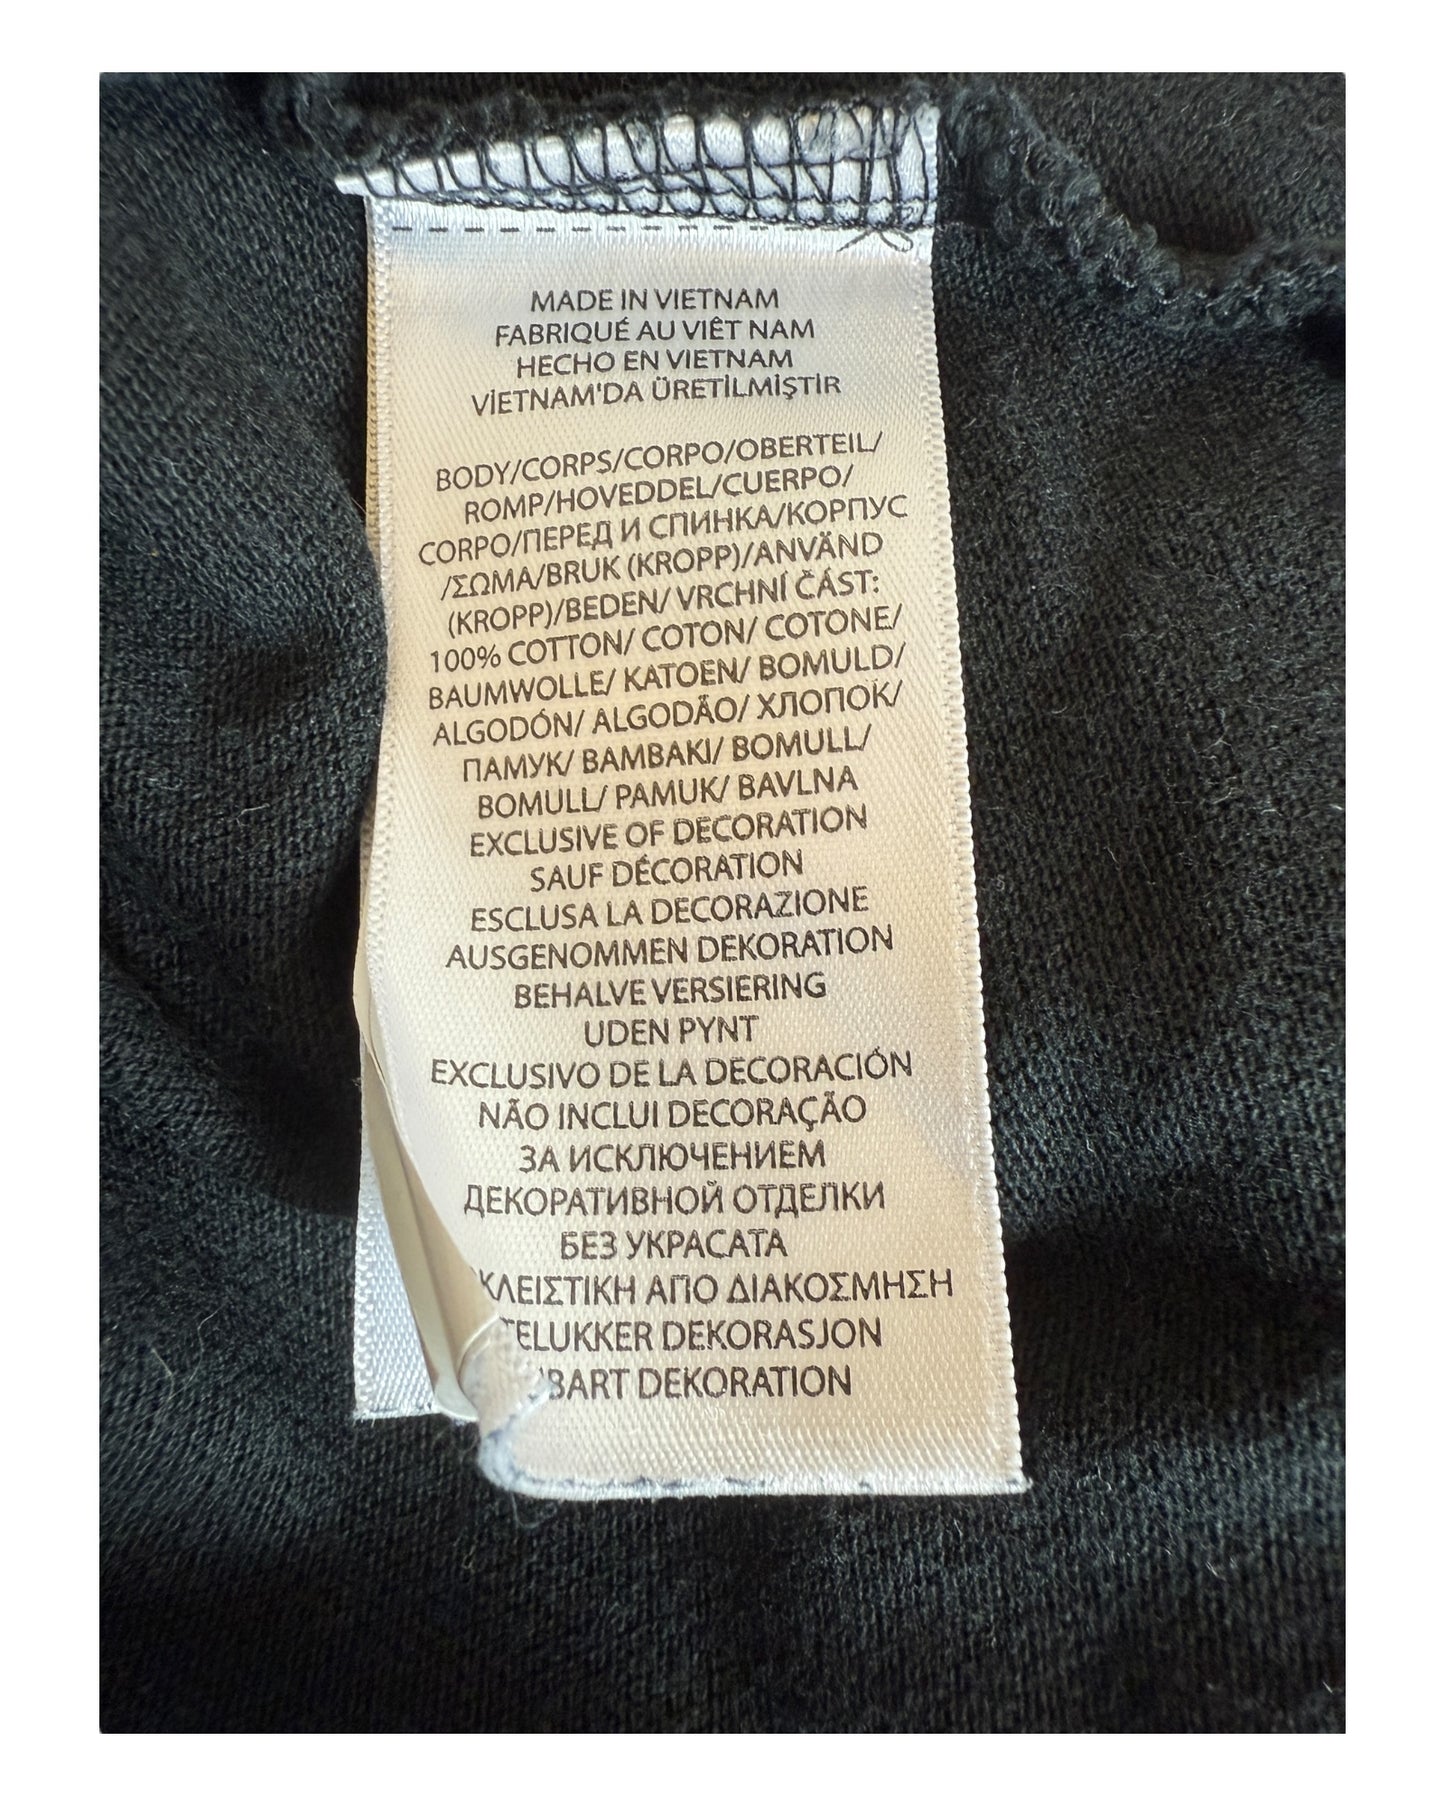 MADE IN VIETNAM
FABRIQUÉ AU VIÊT NAM
HECHO EN VIETNAM
VİETNAM'DA ÜRETİLMİŞTİR
BODY/CORPS/CORPO/OBERTEIL/
ROMP/HOVEDDEL/CUERPO/
CORPO/ПЕРЕД И СПИНКА/КОРПУС
/ΣΩΜΑ/BRUK (KROPP)/ANVÄND
(KROPP)/BEDEN/ VRCHNÍ ČÁST:
100% COTTON/ COTON/ COTONE/
BAUMWOLLE/ KATOEN/ BOMULD/
ALGODÓN/ ALGODÃO/ ХЛОПОК/
ПАМУК/ ΒΑΜΒΑΚΙ/ BOMULL/
BOMULL/ PAMUK/ BAVLNA
EXCLUSIVE OF DECORATION
SAUF DÉCORATION
ESCLUSA LA DECORAZIONE
AUSGENOMMEN DEKORATION
BEHALVE VERSIERING
UDEN PYNT
EXCLUSIVO DE LA DECORACIÓN
NÃO INCLUI DECORAÇÃO
ЗА ИСКЛЮЧЕНИЕМ
ДЕКОРАТИВНОЙ ОТДЕЛКИ
БЕЗ УКРАСАТА
ΑΠΟ ΔΙΑΚΟΣΜΗΣΗ
DEKORASJON
DEKORATION